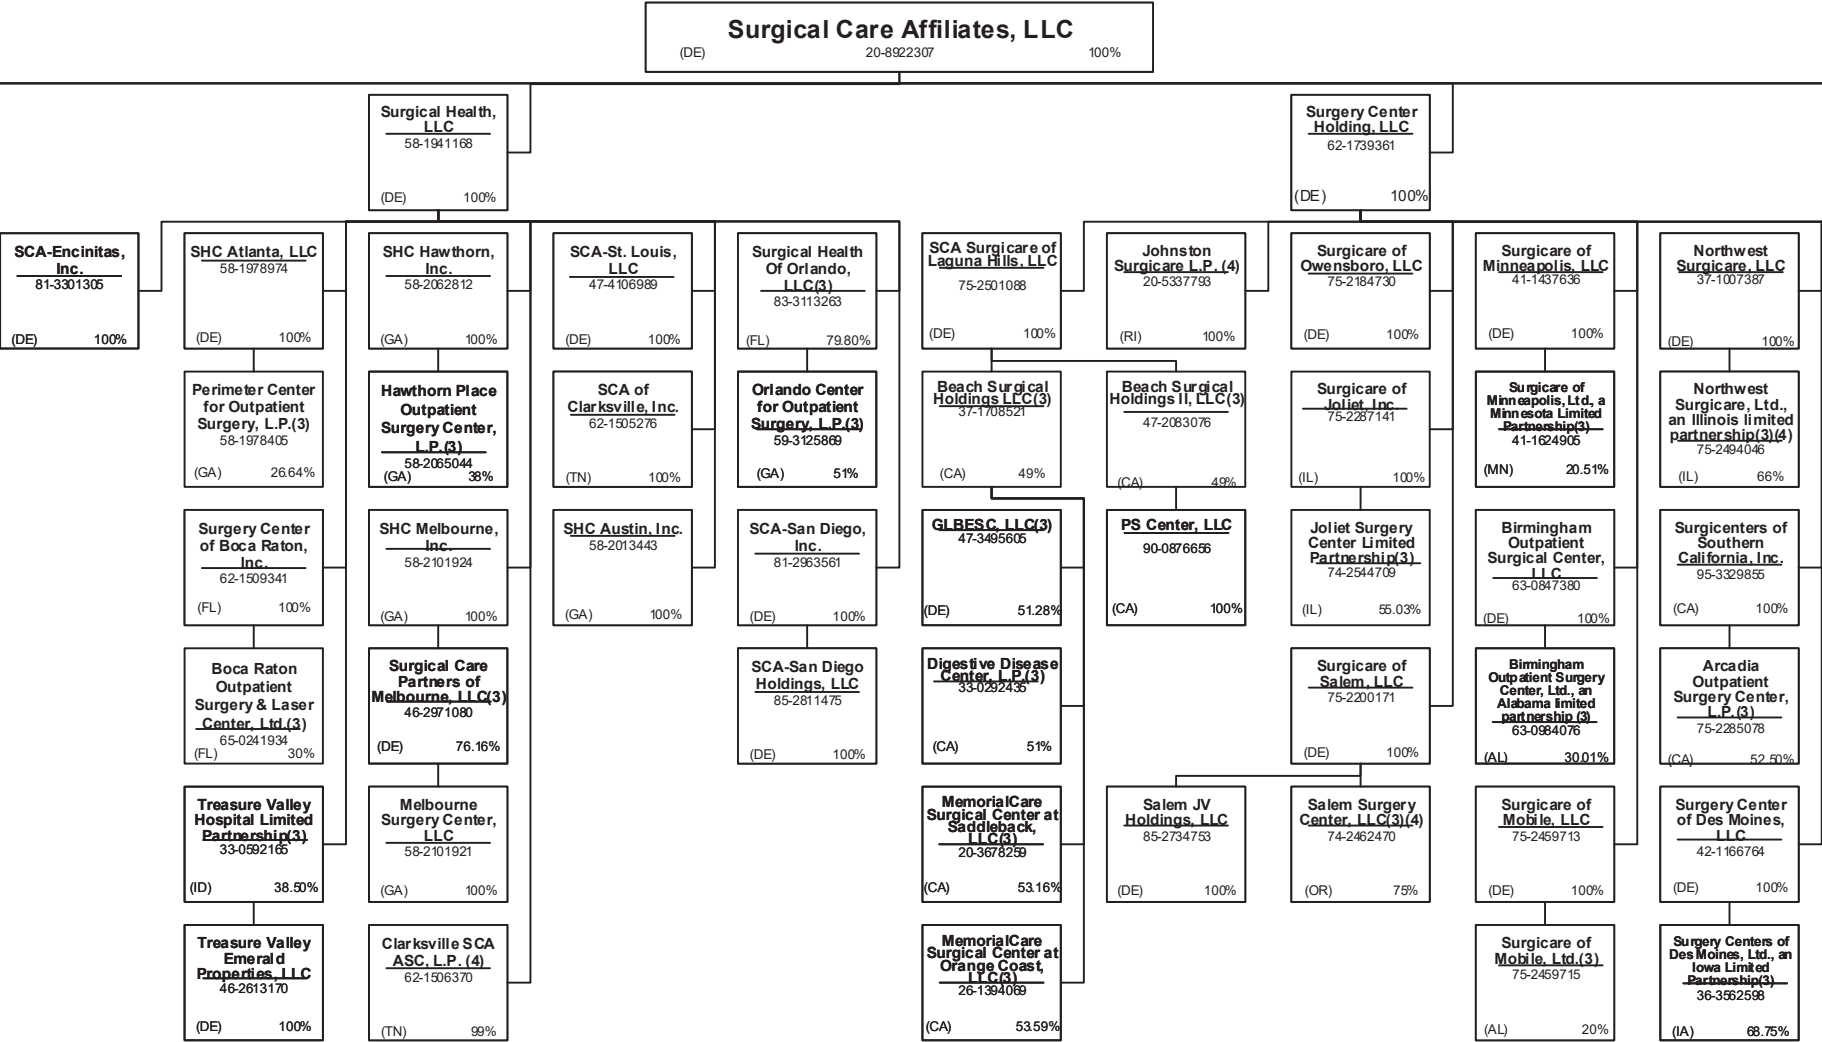 Surgical Care Affiliates, LLC
(DE) 20-8922307 100%
Surgical Health,
LLC
58-1941168
(DE) 100%
Surgery Center
Holding, LLC
62-1739361
(DE) 100%
SCA-Encinitas,
Inc.
81-3301305
(DE) 100%
SHC Atlanta, LLC
58-1978974
(DE) 100%
SHC Hawthorn,
Inc.
58-2062812
(GA) 100%
SCA-St. Louis,
LLC
47-4106989
(DE) 100%
Surgical Health
Of Orlando,
LLC(3)
83-3113263
(FL) 79.80%
SCA Surgicare of
Laguna Hills, LLC
75-2501088
(DE) 100%
Johnston
Surgicare L.P. (4)
20-5337793
(RI) 100%
Surgicare of
Owensboro, LLC
75-2184730
(DE) 100%
Surgicare of
Minneapolis, LLC
41-1437636
(DE) 100%
Northwest
Surgicare, LLC
37-1007387
(DE) 100%
Perimeter Center
for Outpatient
Surgery, L.P.(3)
58-1978405
(GA) 26.64%
Hawthorn Place
Outpatient
Surgery Center,
L.P.(3)
58-2065044
(GA) 38%
SCA of
Clarksville, Inc.
62-1505276
(TN) 100%
Orlando Center
for Outpatient
Surgery, L.P.(3)
59-3125869
(GA) 51%
Beach Surgical
Holdings LLC(3)
37-1708521
(CA) 49%
Beach Surgical
Holdings II, LLC(3)
47-2083076
(CA) 49%
Surgicare of
Joliet, Inc.
75-2287141
(IL) 100%
Surgicare of
Minneapolis, Ltd., a
Minnesota Limited
Partnership(3)
41-1624905
(MN) 20.51%
Northwest
Surgicare, Ltd.,
an Illinois limited
partnership(3)(4)
75-2494046
(IL) 66%
Surgery Center
of Boca Raton,
Inc.
62-1509341
(FL) 100%
SHC Melbourne,
Inc.
58-2101924
(GA) 100%
SHC Austin, Inc.
58-2013443
(GA) 100%
SCA-San Diego,
Inc.
81-2963561
(DE) 100%
GLBESC, LLC(3)
47-3495605
(DE) 51.28%
PS Center, LLC
90-0876656
(CA) 100%
Joliet Surgery
Center Limited
Partnership(3)
74-2544709
(IL) 55.03%
Birmingham
Outpatient
Surgical Center,
LLC
63-0847380
(DE) 100%
Surgicenters of
Southern
California, Inc.
95-3329855
(CA) 100%
Boca Raton
Outpatient
Surgery & Laser
Center, Ltd.(3)
65-0241934
(FL) 30%
Surgical Care
Partners of
Melbourne, LLC(3)
46-2971080
(DE) 76.16%
SCA-San Diego
Holdings, LLC
85-2811475
(DE) 100%
Digestive Disease
Center, L.P.(3)
33-0292435
(CA) 51%
Surgicare of
Salem, LLC
75-2200171
(DE) 100%
Birmingham
Outpatient Surgery
Center, Ltd., an
Alabama limited
partnership (3)
63-0984076
(AL) 30.01%
Arcadia
Outpatient
Surgery Center,
L.P.(3)
75-2285078
(CA) 52.50%
Treasure Valley
Hospital Limited
Partnership(3)
33-0592165
(ID) 38.50%
Melbourne
Surgery Center,
LLC
58-2101921
(GA) 100%
MemorialCare
Surgical Center at
Saddleback,
LLC(3)
20-3678259
(CA) 53.16%
Salem JV
Holdings, LLC
85-2734753
(DE) 100%
Salem Surgery
Center, LLC(3)(4)
74-2462470
(OR) 75%
Surgicare of
Mobile, LLC
75-2459713
(DE) 100%
Surgery Center
of Des Moines,
LLC
42-1166764
(DE) 100%
Treasure Valley
Emerald
Properties, LLC
46-2613170
(DE) 100%
Clarksville SCA
ASC, L.P. (4)
62-1506370
(TN) 99%
MemorialCare
Surgical Center at
Orange Coast,
LLC(3)
26-1394069
(CA) 53.59%
Surgicare of
Mobile, Ltd.(3)
75-2459715
(AL) 20%
Surgery Centers of
Des Moines, Ltd., an
Iowa Limited
Partnership(3)
36-3562598
(IA) 68.75%